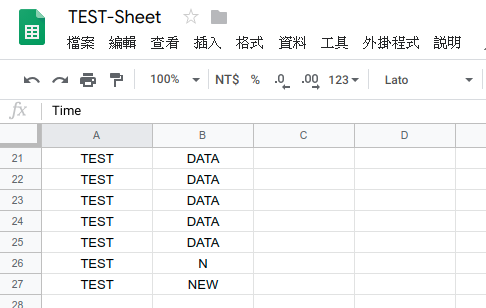 TEST-Sheet
檔案 編輯 查看 插入 格式 資料 工具 外掛程式 說明
100% NT$ % .0 .00 123 Lato
fx Time
A B C D
21 TEST DATA
22 TEST DATA
23 TEST DATA
24 TEST DATA
25 TEST DATA
26 TEST N
27 TEST NEW
28